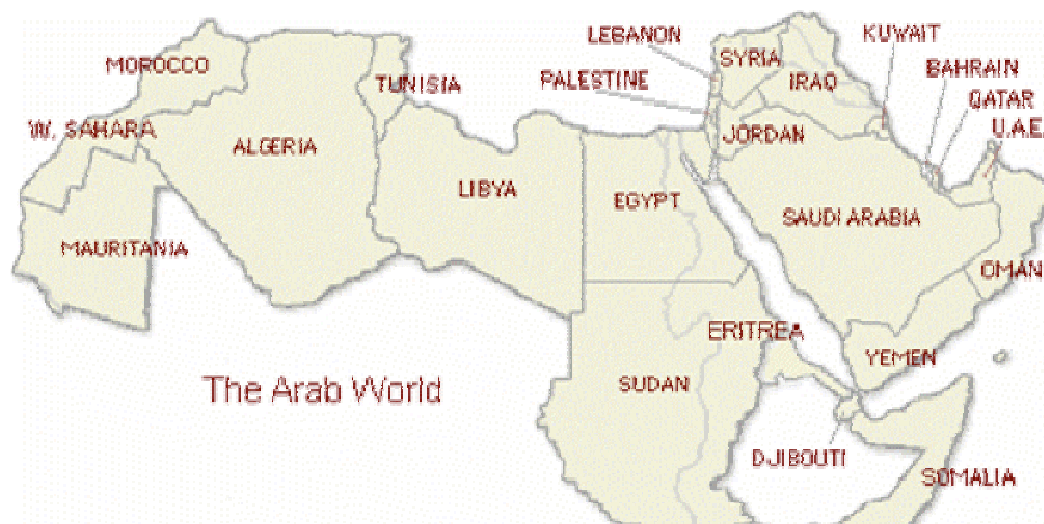 LEBANON
KUWAIT
MOROCCO
SYRIA
BAHRAIN
PALESTINE
IRAQ
TUNISIA
QATAR
W. SAHARA
JORDAN
U.A.E.
ALGERIA
LIBYA
EGYPT
SAUDI ARABIA
MAURITANIA
OMAN
ERITREA
YEMEN
The Arab World
SUDAN
DJIBOUTI
SOMALIA